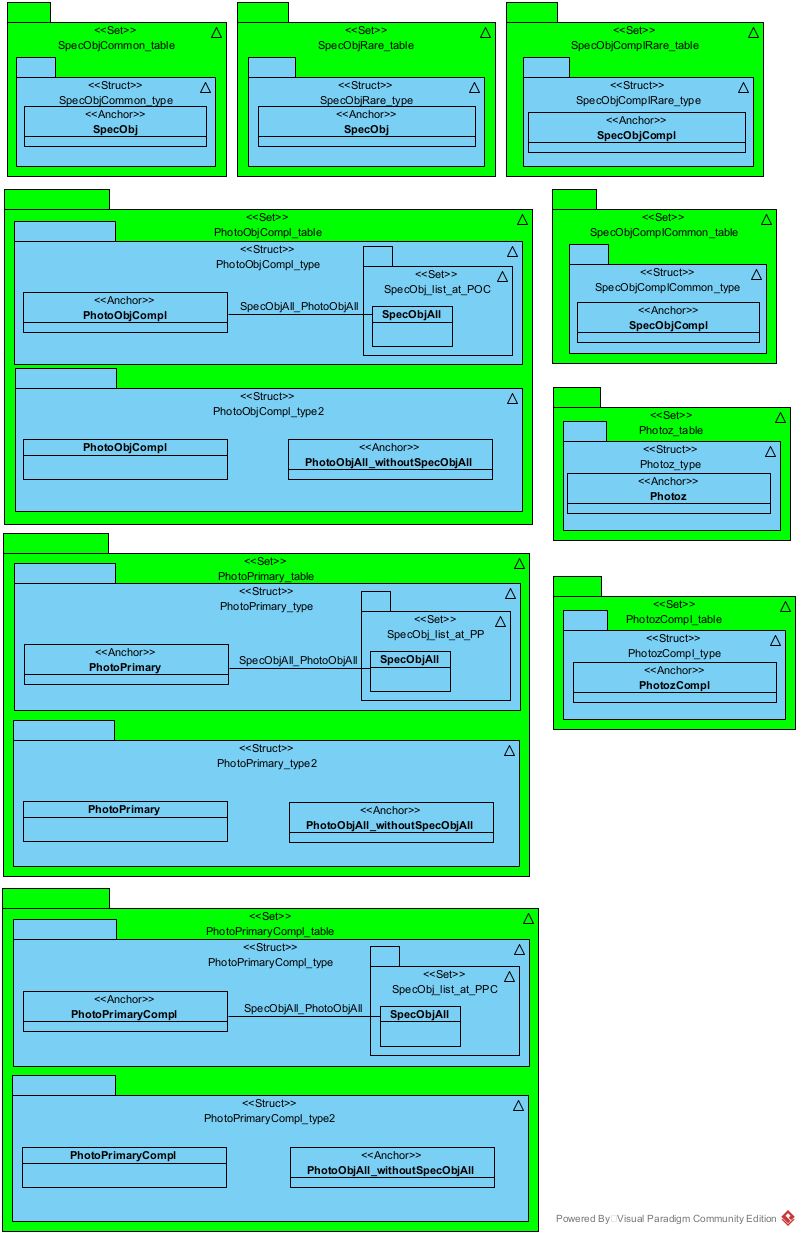 <<Set>>
SpecObjCommon_table
<<Struct>>
SpecObjCommon_type
<<Anchor>>
SpecObj
<<Set>>
SpecObjRare_table
<<Struct>>
SpecObjRare_type
<<Anchor>>
SpecObj
<<Set>>
SpecObjComplRare_table
<<Struct>>
SpecObjComplRare_type
<<Anchor>>
SpecObjCompl
<<Set>>
PhotoObjCompl_table
<<Struct>>
PhotoObjCompl_type
<<Anchor>>
PhotoObjCompl
SpecObjAll_PhotoObjAll
<<Set>>
SpecObj_list_at_POC
SpecObjAll
<<Struct>>
PhotoObjCompl_type2
PhotoObjCompl
<<Anchor>>
PhotoObjAll_withoutSpecObjAll
<<Set>>
SpecObjComplCommon_table
<<Struct>>
SpecObjComplCommon_type
<<Anchor>>
SpecObjCompl
<<Set>>
Photoz_table
<<Struct>>
Photoz_type
<<Anchor>>
Photoz
<<Set>>
PhotoPrimary_table
<<Struct>>
PhotoPrimary_type
<<Anchor>>
PhotoPrimary
SpecObjAll_PhotoObjAll
<<Set>>
SpecObj_list_at_PP
SpecObjAll
<<Struct>>
PhotoPrimary_type2
PhotoPrimary
<<Anchor>>
PhotoObjAll_withoutSpecObjAll
<<Set>>
PhotozCompl_table
<<Struct>>
PhotozCompl_type
<<Anchor>>
PhotozCompl
<<Set>>
PhotoPrimaryCompl_table
<<Struct>>
PhotoPrimaryCompl_type
<<Anchor>>
PhotoPrimaryCompl
SpecObjAll_PhotoObjAll
<<Set>>
SpecObj_list_at_PPC
SpecObjAll
<<Struct>>
PhotoPrimaryCompl_type2
PhotoPrimaryCompl
<<Anchor>>
PhotoObjAll_withoutSpecObjAll
Powered By Visual Paradigm Community Edition